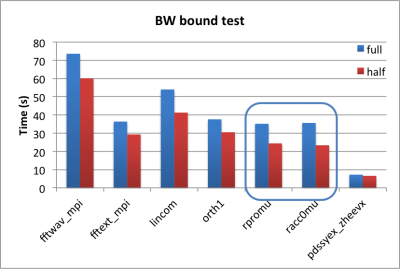 BW bound test
Time (s)
80
70
60
50
40
30
20
10
0
full
half
fftwav_mpi
fftext_mpi
lincom
orth1
rpromu
racc0mu
pdssyex_zheevx